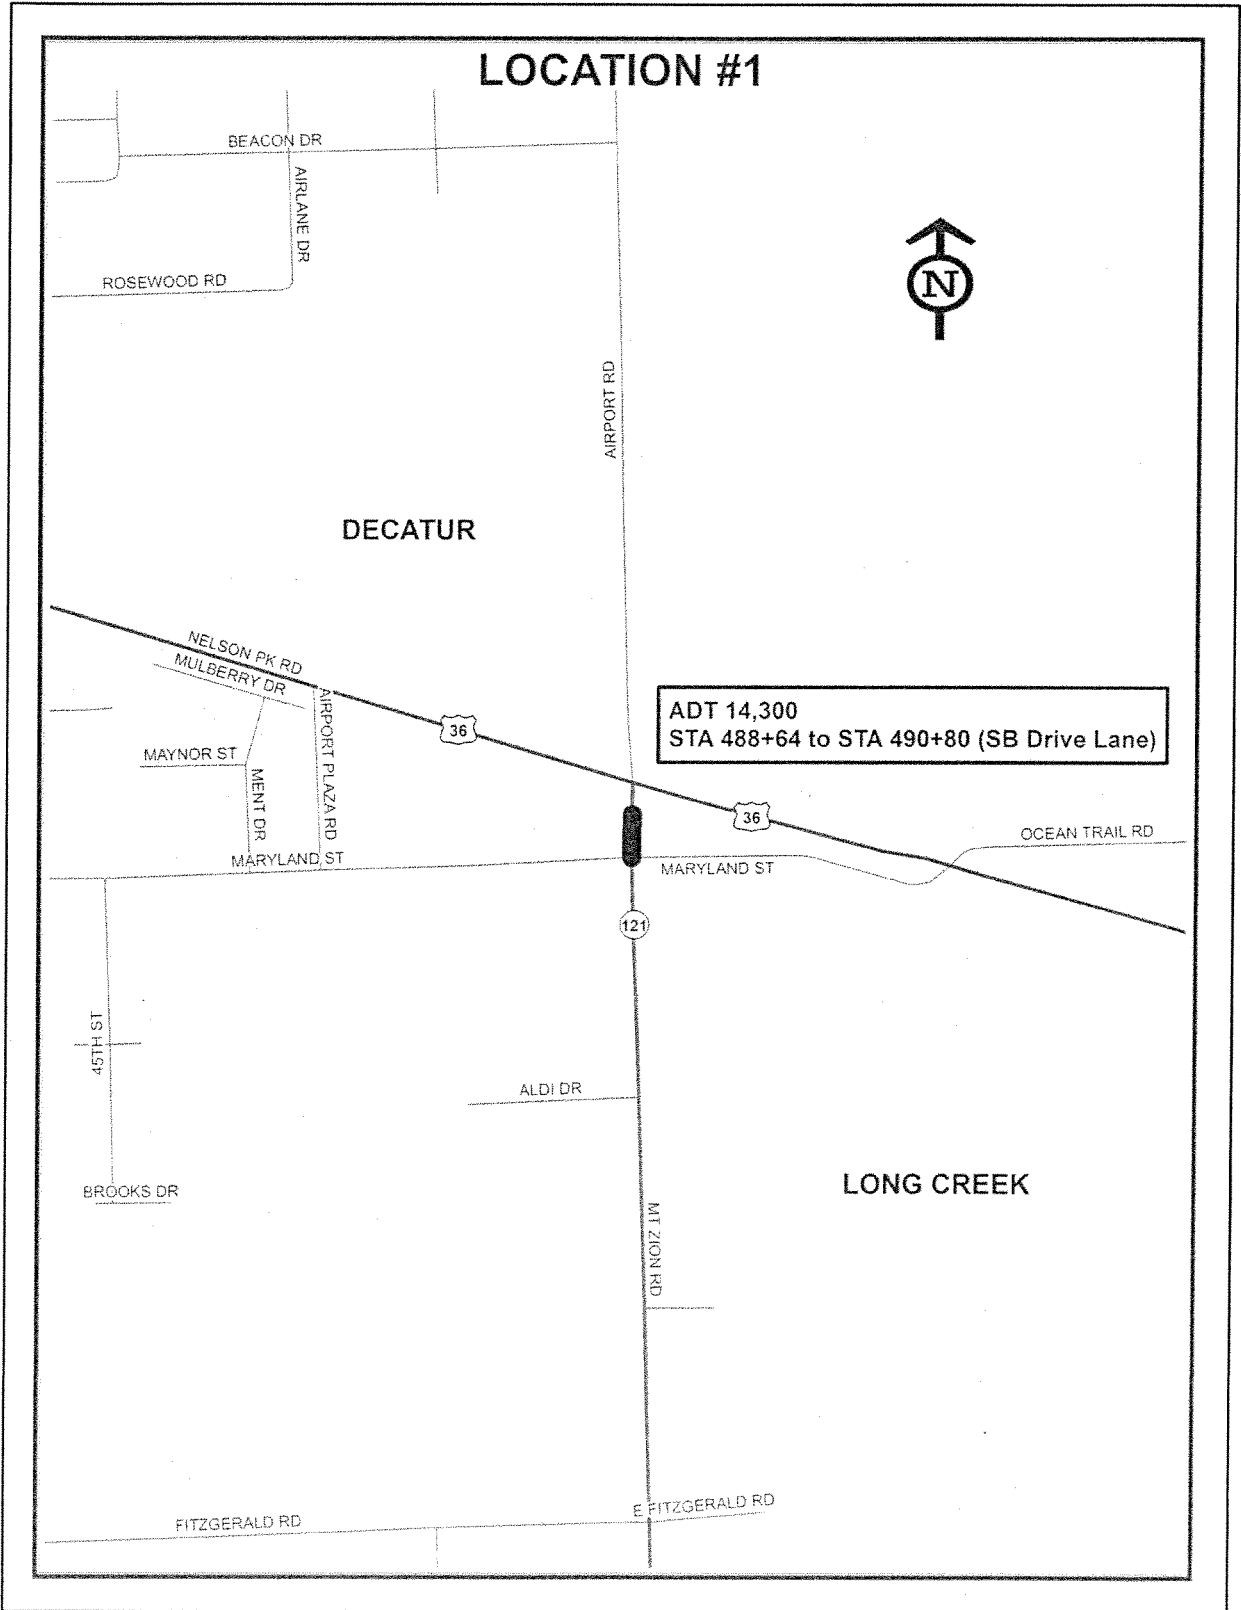 LOCATION #1
BEACON DR
AIRLANE DR
ROSEWOOD RD
N
AIRPORT RD
DECATUR
NELSON PK RD
MULBERRY DR
AIRPORT PLAZA RD
36
ADT 14,300
STA 488+64 to STA 490+80 (SB Drive Lane)
MAYNOR ST
MENT DR
36
OCEAN TRAIL RD
MARYLAND ST
MARYLAND ST
121
45TH ST
ALDI DR
BROOKS DR
LONG CREEK
MT ZION RD
FITZGERALD RD
E FITZGERALD RD